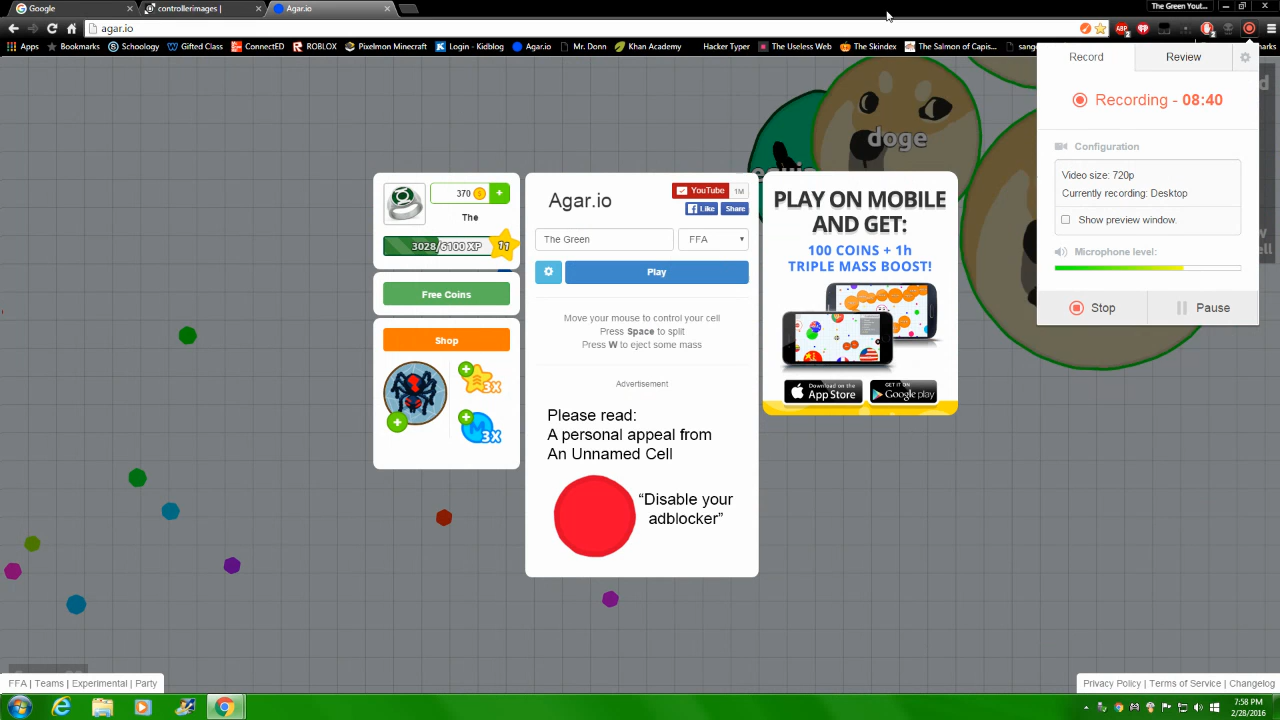 Google
controllerimages |
Agar.io
The Green Yout...
agar.io
Apps
Bookmarks
Schoology
Gifted Class
ConnectED
ROBLOX
Pixelmon Minecraft
Login - Kidblog
Agar.io
Mr. Donn
Khan Academy
Hacker Typer
The Useless Web
The Skindex
The Salmon of Capist
Record
Review
Recording - 08:40
Configuration
Video size: 720p
Currently recording: Desktop
Show preview window.
Microphone level:
Stop
Pause
doge
370
The
3028/6100 XP
11
Free Coins
Shop
3X
M
3X
Agar.io
YouTube
1M
Like
Share
The Green
FFA
Play
Move your mouse to control your cell
Press Space to split
Press W to eject some mass
Advertisement
Please read:
A personal appeal from
An Unnamed Cell
“Disable your
adblocker”
PLAY ON MOBILE
AND GET:
100 COINS + 1h
TRIPLE MASS BOOST!
Download on the
App Store
GET IT ON
Google play
FFA | Teams | Experimental | Party
Privacy Policy | Terms of Service | Changelog
7:58 PM
2/28/2016